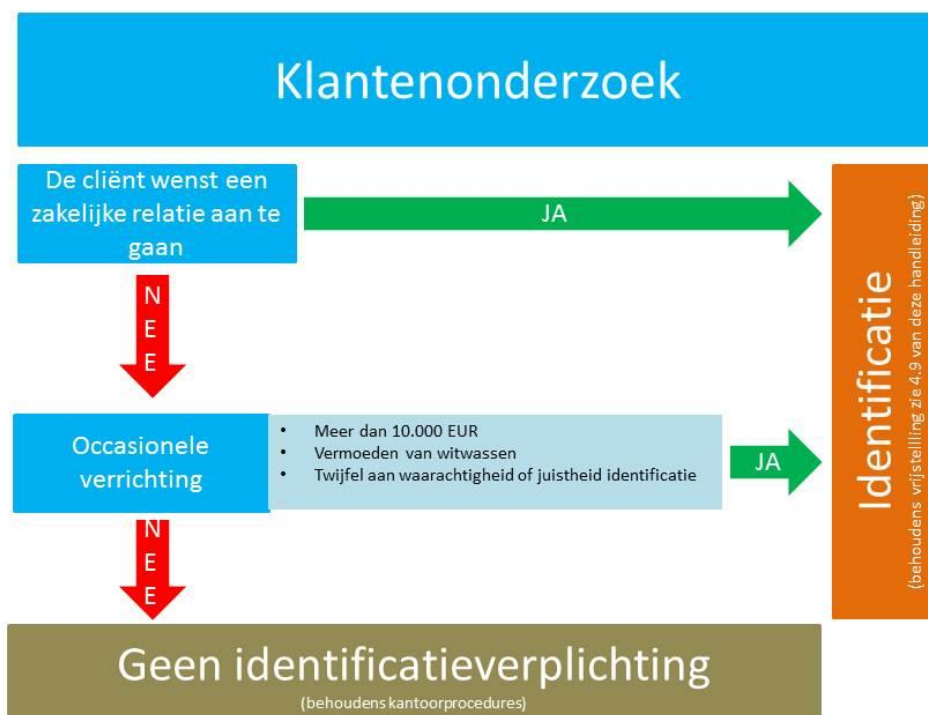 Klantenonderzoek
De cliënt wenst een
zakelijke relatie aan te
gaan
JA
N
E
E
Occasionele
verrichting
• Meer dan 10.000 EUR
• Vermoeden van witwassen
• Twijfel aan waarachtigheid of juistheid identificatie
JA
N
E
E
Identificatie
(behoudens vrijstellling zie 4.9 van deze handleiding)
Geen identificatieverplichting
(behoudens kantoorprocedures)